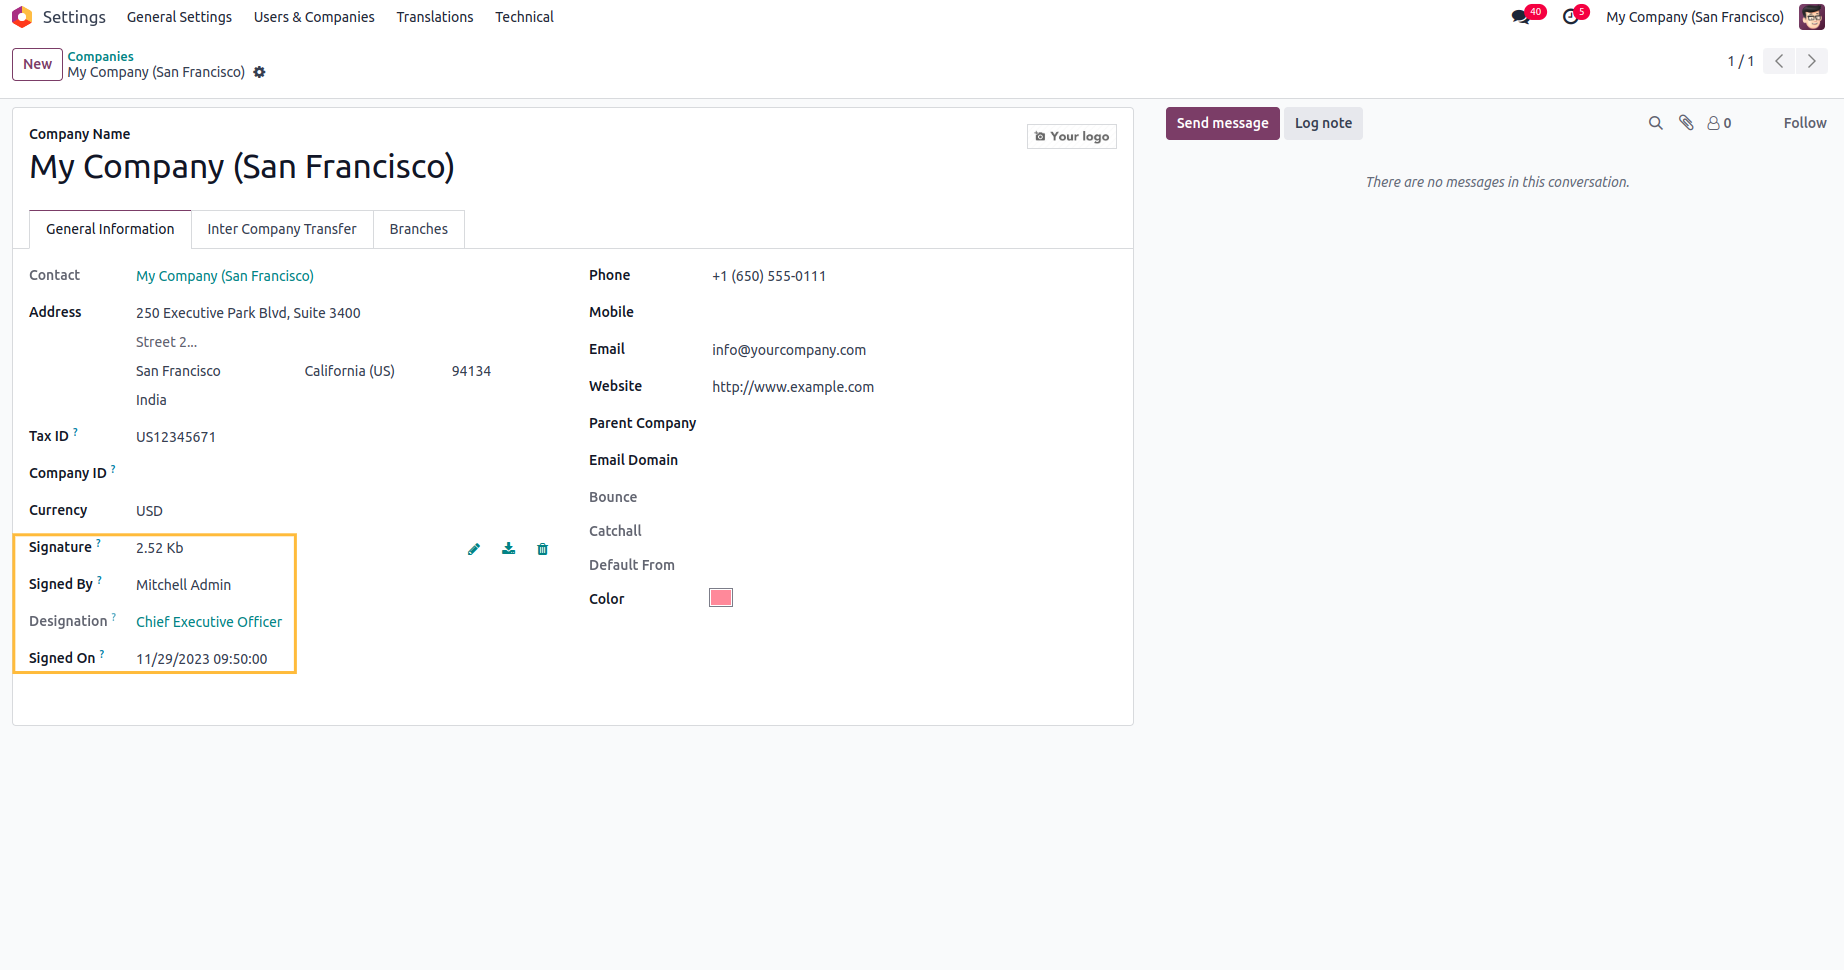 Settings General Settings Users & Companies Translations Technical 40 5 My Company (San Francisco)
New Companies
My Company (San Francisco)
1 / 1
Company Name
Your logo
My Company (San Francisco)
Send message Log note 0 Follow
There are no messages in this conversation.
General Information Inter Company Transfer Branches
Contact My Company (San Francisco)
Address 250 Executive Park Blvd, Suite 3400
Street 2...
San Francisco California (US) 94134
India
Tax ID ? US12345671
Company ID ?
Currency USD
Signature ? 2.52 Kb
Signed By ? Mitchell Admin
Designation ? Chief Executive Officer
Signed On ? 11/29/2023 09:50:00
Phone +1 (650) 555-0111
Mobile
Email info@yourcompany.com
Website http://www.example.com
Parent Company
Email Domain
Bounce
Catchall
Default From
Color